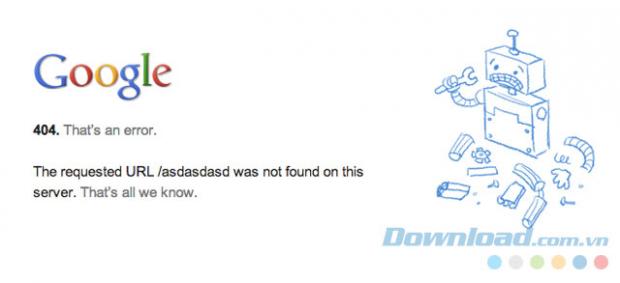 Google
404. That's an error.
The requested URL /asdasdasd was not found on this
server. That's all we know.
Download.com.vn